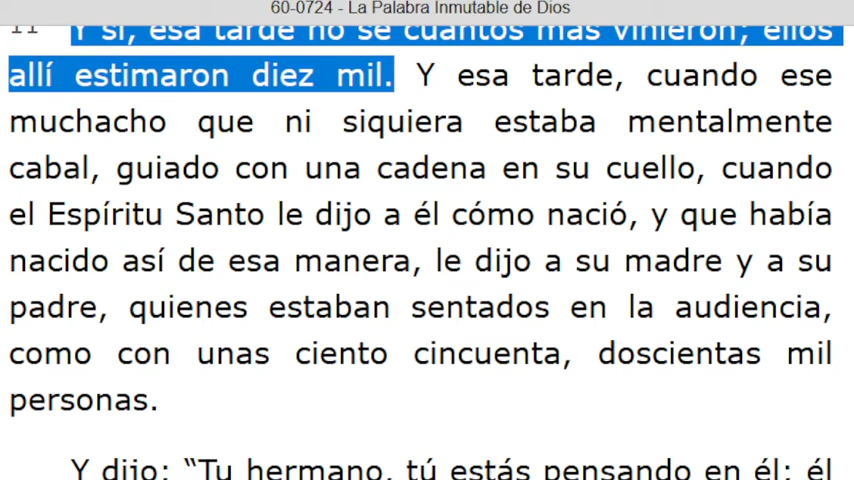 60-0724 - La Palabra Inmutable de Dios
11 Y sí, esa tarde no sé cuántos más vinieron; ellos
allí estimaron diez mil. Y esa tarde, cuando ese
muchacho que ni siquiera estaba mentalmente
cabal, guiado con una cadena en su cuello, cuando
el Espíritu Santo le dijo a él cómo nació, y que había
nacido así de esa manera, le dijo a su madre y a su
padre, quienes estaban sentados en la audiencia,
como con unas ciento cincuenta, doscientas mil
personas.
Y dijo: “Tu hermano, tú estás pensando en él; él